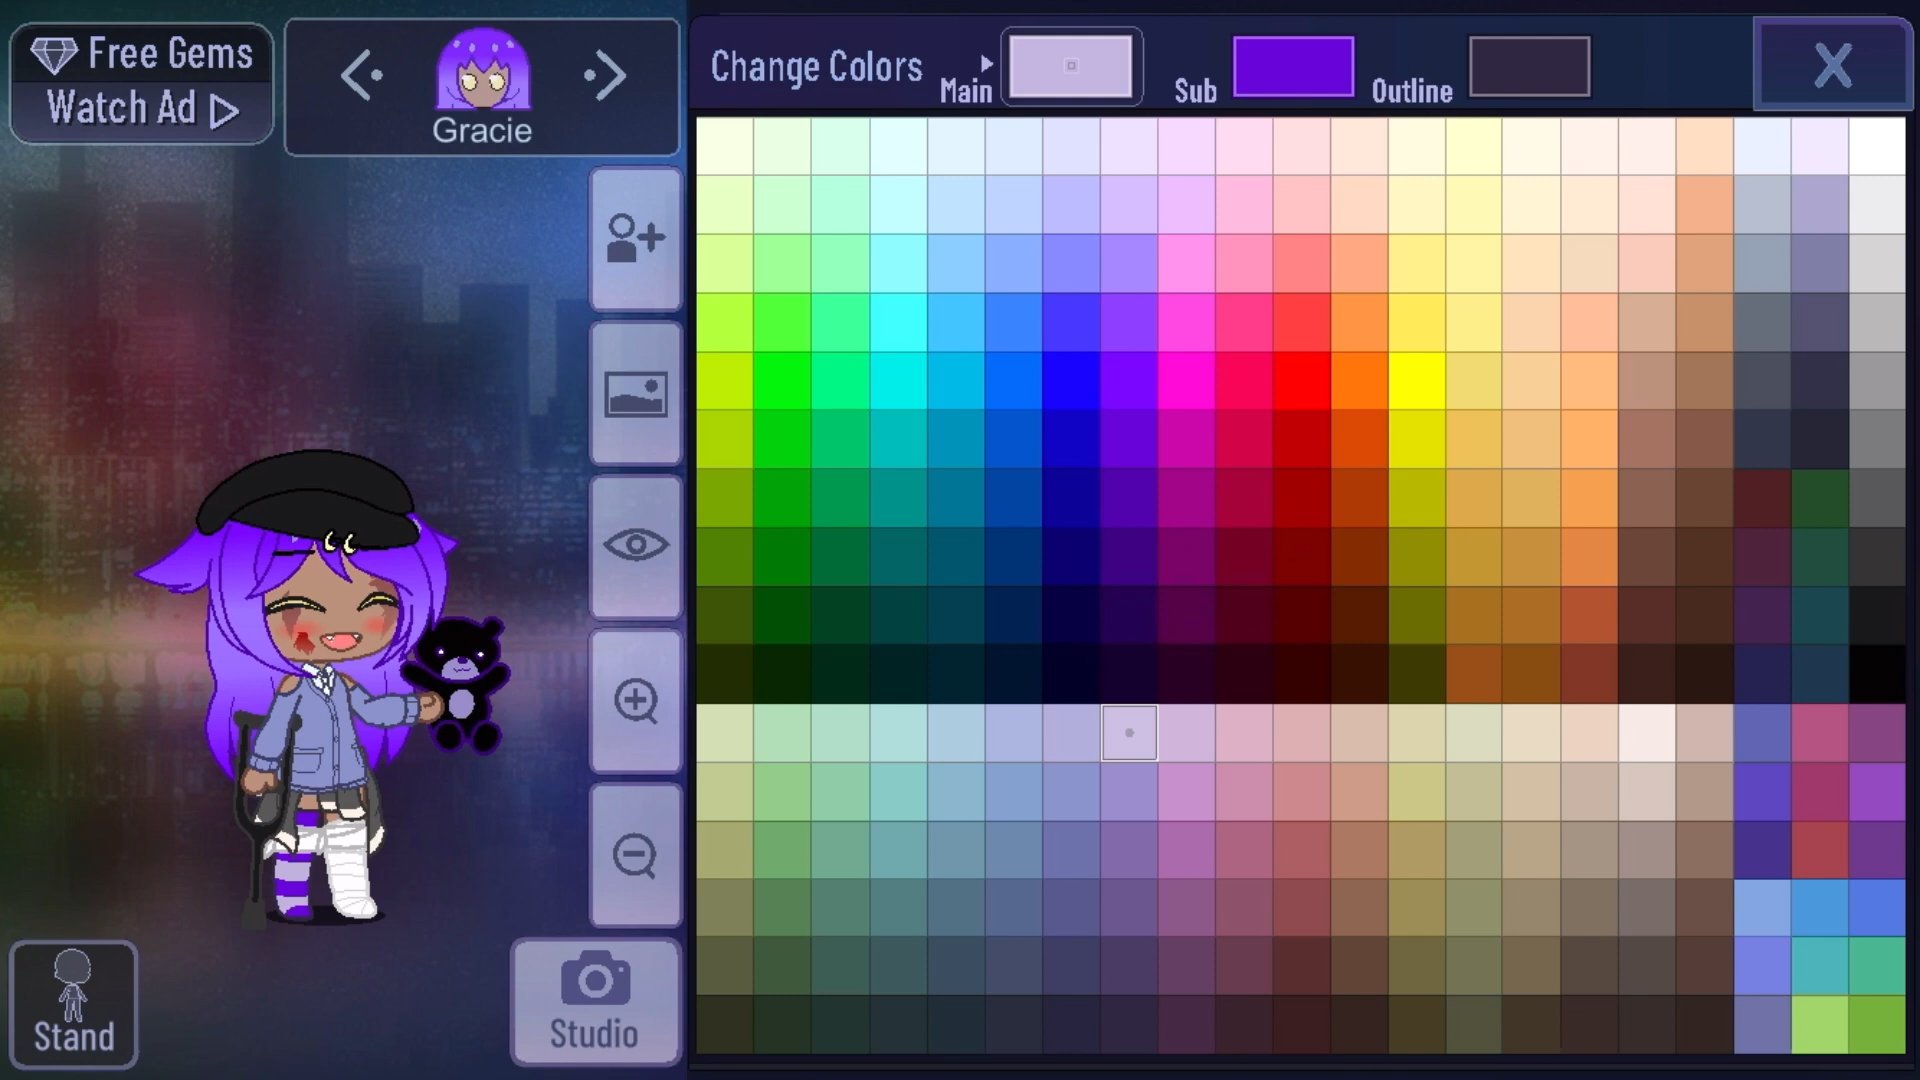 Free Gems
Watch Ad
Gracie
Change Colors
Main
Sub
Outline
X
Stand
Studio